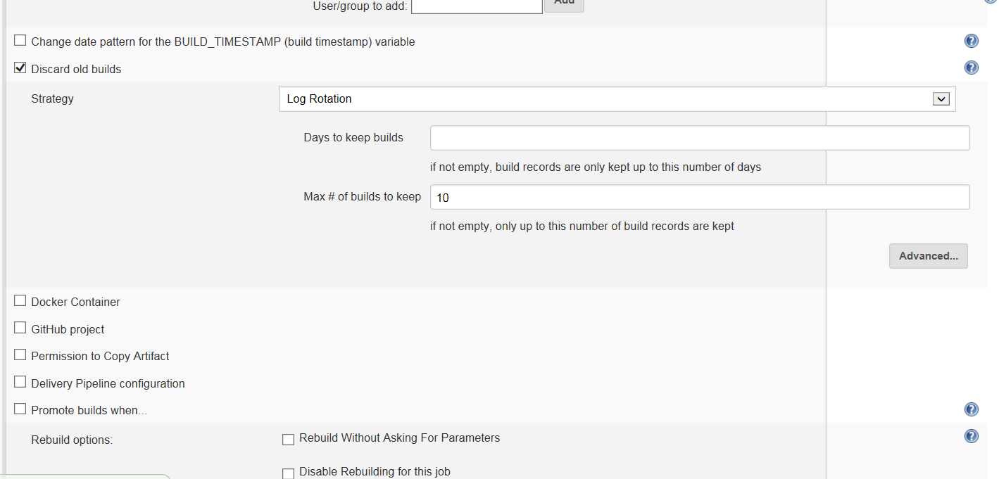 User/group to add:
Add
Change date pattern for the BUILD_TIMESTAMP (build timestamp) variable
Discard old builds
Strategy
Log Rotation
Days to keep builds
if not empty, build records are only kept up to this number of days
Max # of builds to keep
10
if not empty, only up to this number of build records are kept
Advanced...
Docker Container
GitHub project
Permission to Copy Artifact
Delivery Pipeline configuration
Promote builds when...
Rebuild options:
Rebuild Without Asking For Parameters
Disable Rebuilding for this job